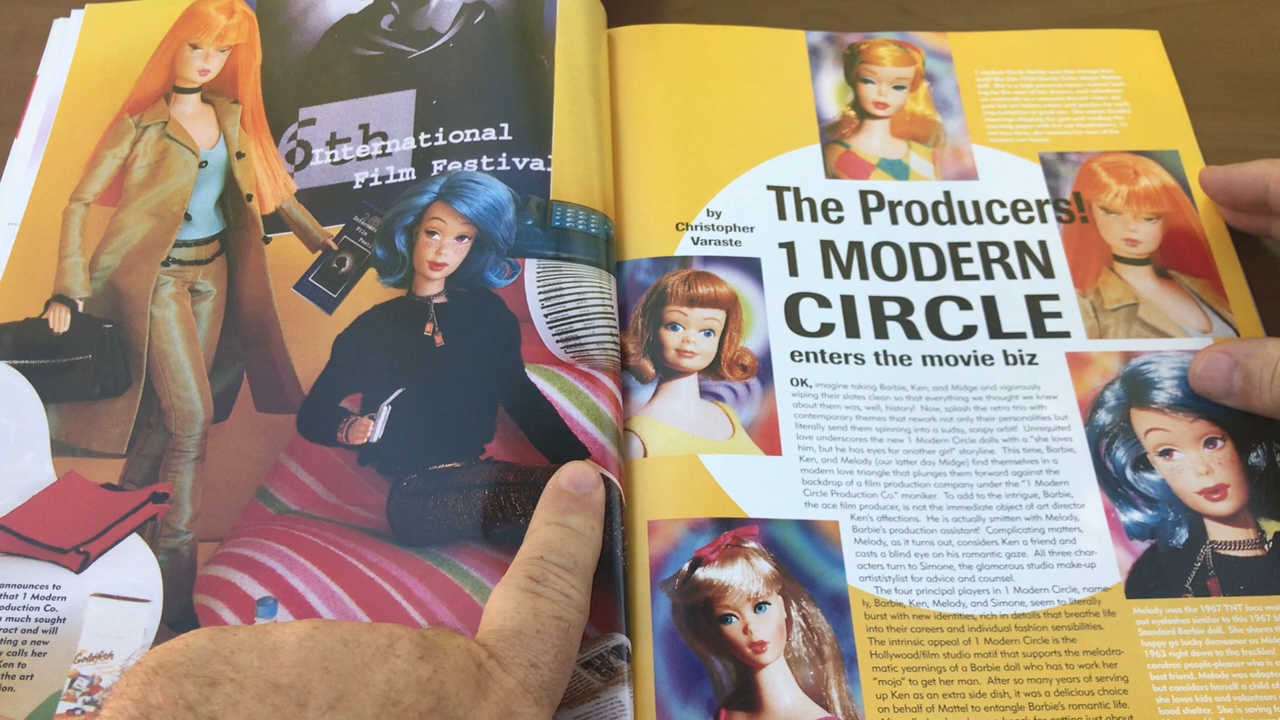 6th
International
Film Festival
announces to
that 1 Modern
oduction Co.
a much sought
ract and will
ting a new
y calls her
Ken to
the art
ion.
Goldfish
by
Christopher
Varaste
The Producers!
1 MODERN
CIRCLE
enters the movie biz
OK, imagine taking Barbie, Ken, and Midge and vigorously
wiping their slates clean so that everything we thought we knew
about them was, well, history! Now, splash the retro trio with
contemporary themes that rework not only their personalities but
literally send them spinning into a sudsy, soapy orbit! Unrequited
love underscores the new 1 Modern Circle dolls with a "she loves
him, but he has eyes for another girl" storyline. This time, Barbie,
Ken, and Melody (our latter day Midge) find themselves in a
modern love triangle that plunges them forward against the
backdrop of a film production company under the "1 Modern
Circle Production Co." moniker. To add to the intrigue, Barbie,
the ace film producer, is not the immediate object of art director
Ken's affections. He is actually smitten with Melody,
Barbie's production assistant! Complicating matters,
Melody, as it turns out, considers Ken a friend and
casts a blind eye on his romantic gaze. All three char-
acters turn to Simone, the glamorous studio make-up
artist/stylist for advice and counsel.
The four principal players in 1 Modern Circle, name-
ly, Barbie, Ken, Melody, and Simone, seem to literally
burst with new identities, rich in details that breathe life
into their careers and individual fashion sensibilities.
The intrinsic appeal of 1 Modern Circle is the
Hollywood/film studio motif that supports the melodra-
matic yearnings of a Barbie doll who has to work her
"mojo" to get her man. After so many years of serving
up Ken as an extra side dish, it was a delicious choice
on behalf of Mattel to entangle Barbie's romantic life.
Melody uses the 1967 TNT face mo
out eyelashes similar to this 1967 b
Standard Barbie doll. She shares t
happy go lucky demeanor as Midge
1963 right down to the freckles!
carefree people-pleaser who is a
best friend. Melody was adopte
but considers herself a child of
she loves kids and volunteers
hood shelter. She is saving fo